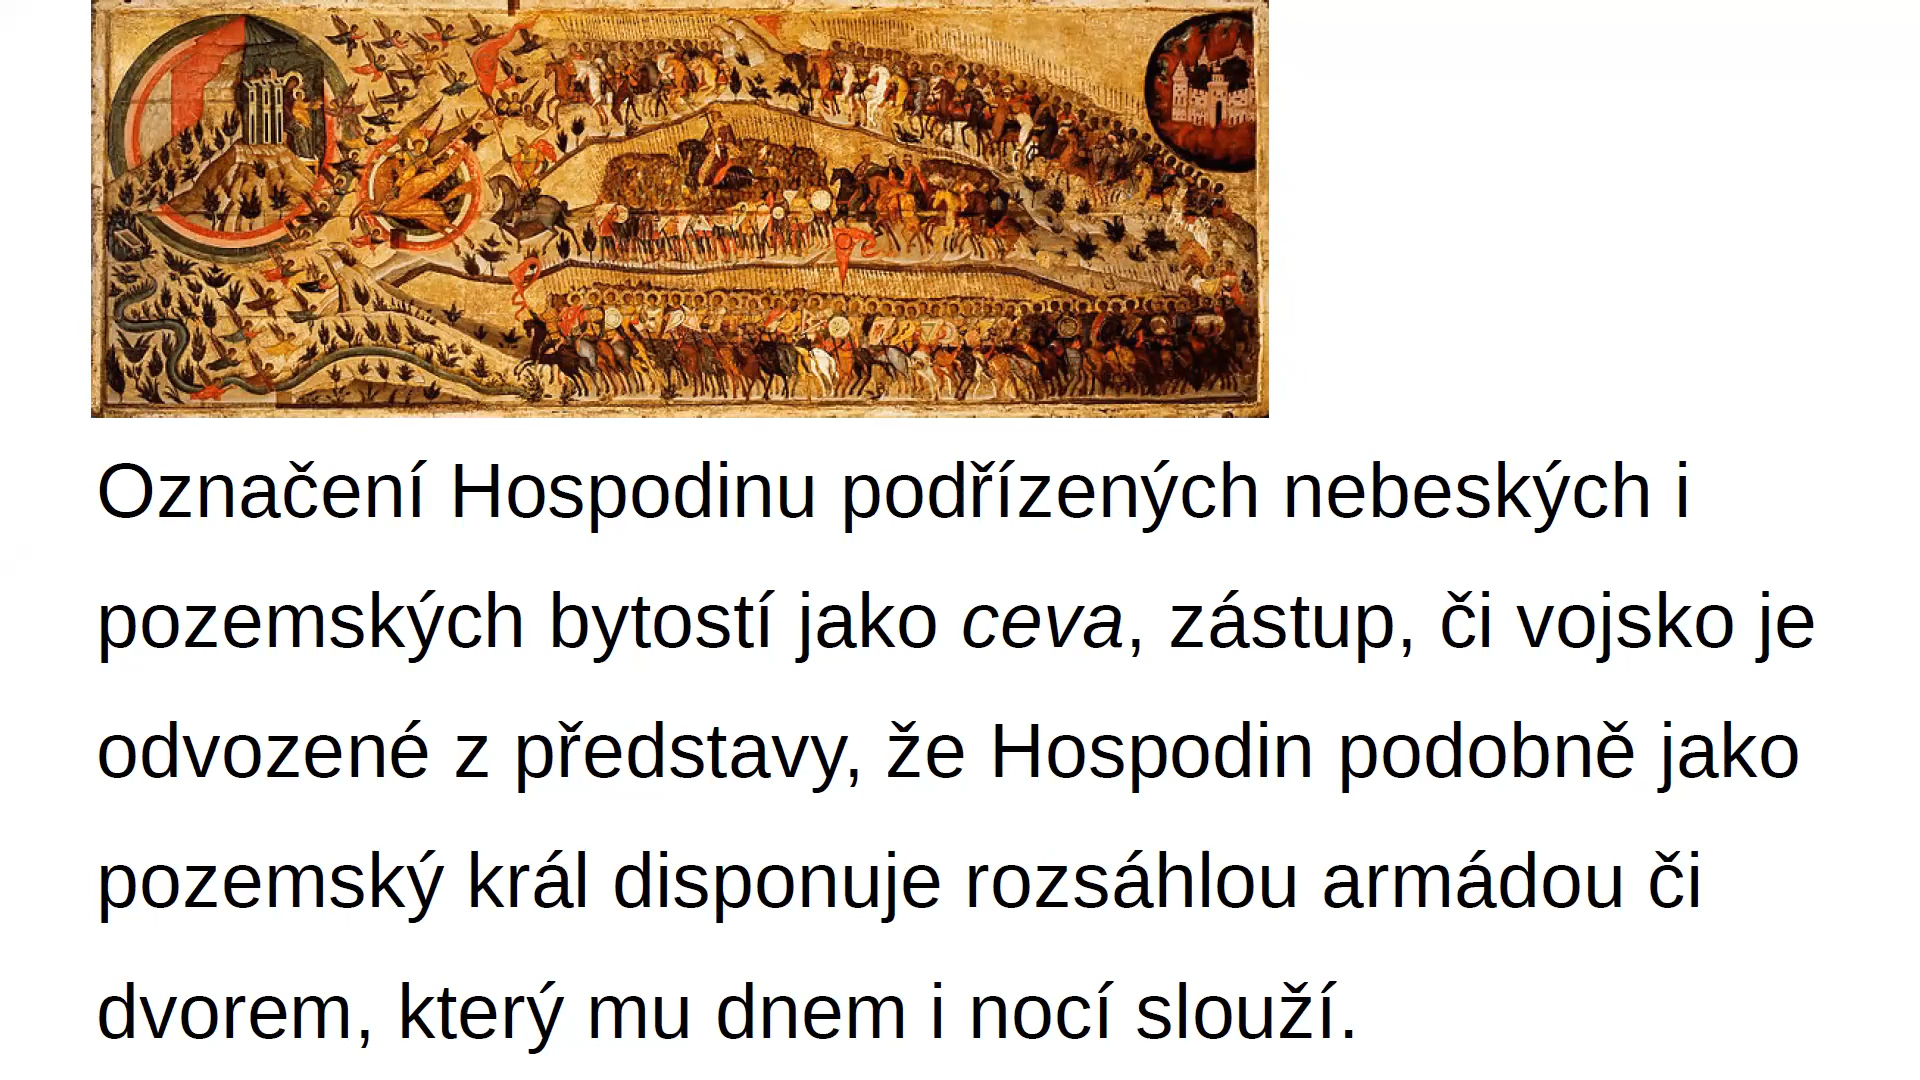 Označení Hospodinu podřízených nebeských i
pozemských bytostí jako ceva, zástup, či vojsko je
odvozené z představy, že Hospodin podobně jako
pozemský král disponuje rozsáhlou armádou či
dvorem, který mu dnem i nocí slouží.